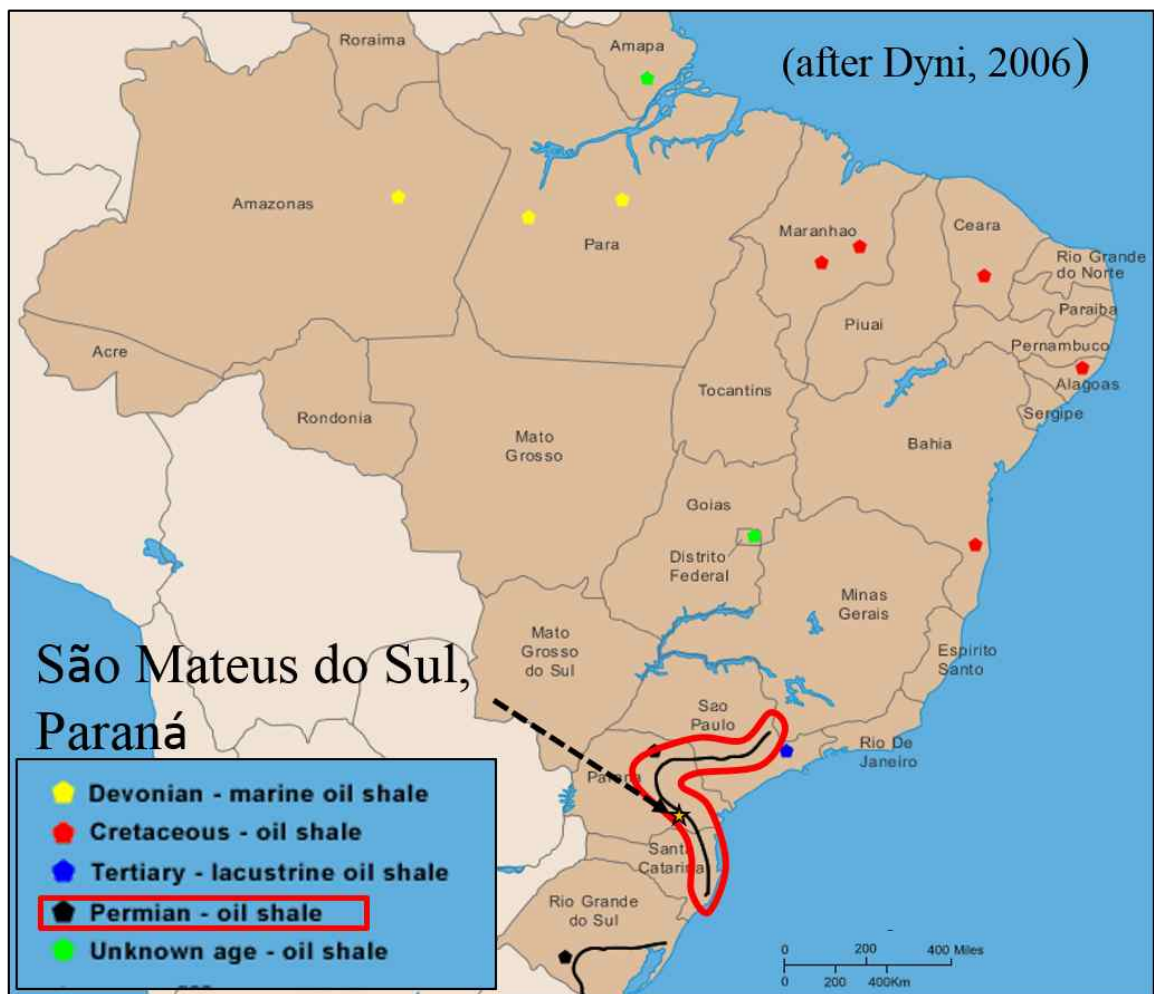 Roraima
Amapa
(after Dyni, 2006)
Amazonas
Para
Maranhao
Ceara
Rio Grande
do Norte
Paraiba
Piuai
Pernambuco
Acre
Alagoas
Tocantins
Sergipe
Rondonia
Mato
Grosso
Bahia
Goias
Distrito
Federal
Minas
Gerais
Mato
Grosso
do Sul
Espirito
Santo
São Mateus do Sul,
Paraná
Sao
Paulo
Rio De
Janeiro
Parana
Santa
Catarina
Rio Grande
do Sul
Devonian - marine oil shale
Cretaceous - oil shale
Tertiary - lacustrine oil shale
Permian - oil shale
Unknown age - oil shale
0 200 400 Miles
0 200 400Km